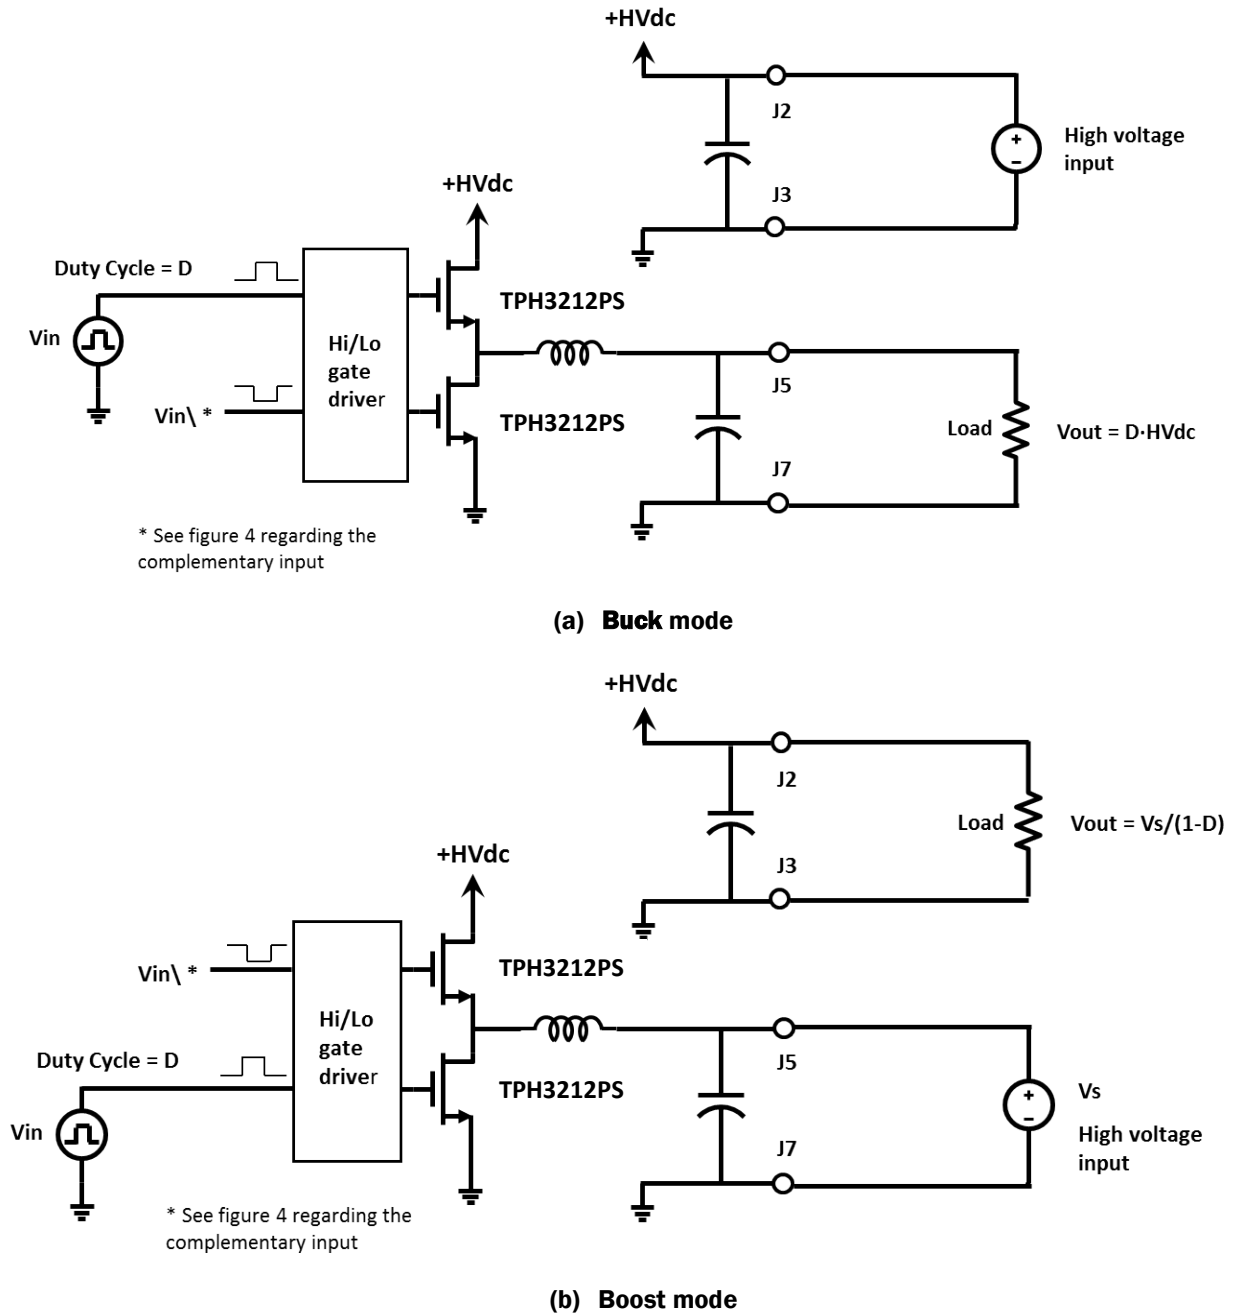 +HVdc
J2
High voltage
input
J3
+HVdc
Duty Cycle = D
TPH3212PS
Vin
Hi/Lo
gate
driver
J5
Vin\ *
TPH3212PS
Load
Vout = D·HVdc
J7
* See figure 4 regarding the
complementary input
(a) Buck mode
+HVdc
J2
Load
Vout = Vs/(1-D)
J3
+HVdc
Vin\ *
TPH3212PS
Hi/Lo
gate
driver
J5
Duty Cycle = D
TPH3212PS
Vs
Vin
High voltage
input
J7
* See figure 4 regarding the
complementary input
(b) Boost mode